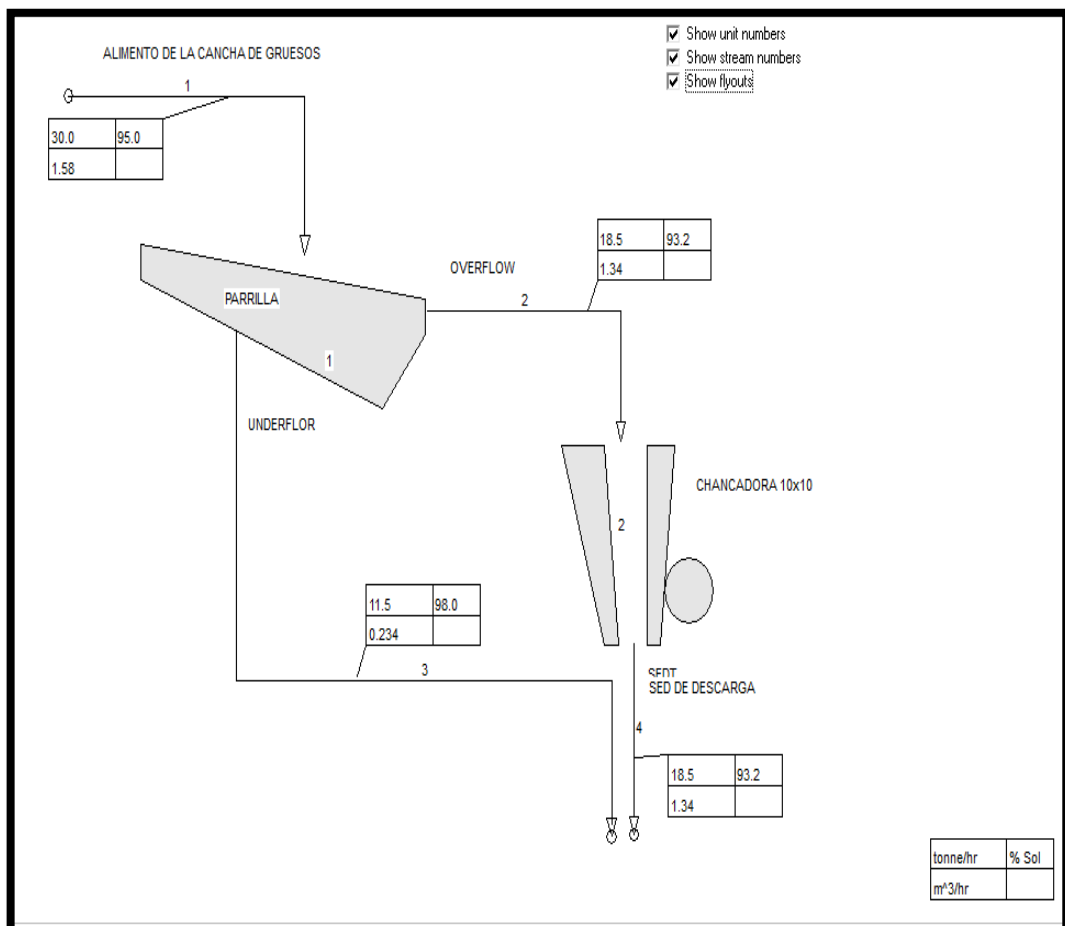 Show unit numbers
Show stream numbers
Show flyouts
ALIMENTO DE LA CANCHA DE GRUESOS
1
30.0 95.0
1.58
18.5 93.2
1.34
OVERFLOW
2
PARRILLA
1
UNDERFLOR
CHANCADORA 10x10
2
11.5 98.0
0.234
3
SEDT
SED DE DESCARGA
4
18.5 93.2
1.34
tonne/hr % Sol
m^3/hr